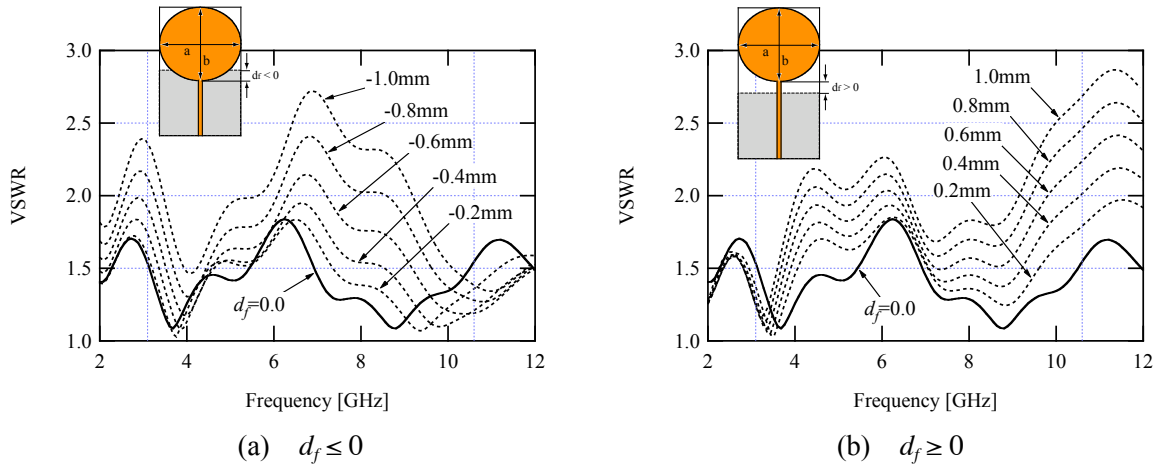 a
b
df < 0
3.0
2.5
2.0
1.5
1.0
VSWR
-1.0mm
-0.8mm
-0.6mm
-0.4mm
-0.2mm
df=0.0
2 4 6 8 10 12
Frequency [GHz]
(a) df ≤ 0
a
b
df > 0
3.0
2.5
2.0
1.5
1.0
VSWR
1.0mm
0.8mm
0.6mm
0.4mm
0.2mm
df=0.0
2 4 6 8 10 12
Frequency [GHz]
(b) df ≥ 0